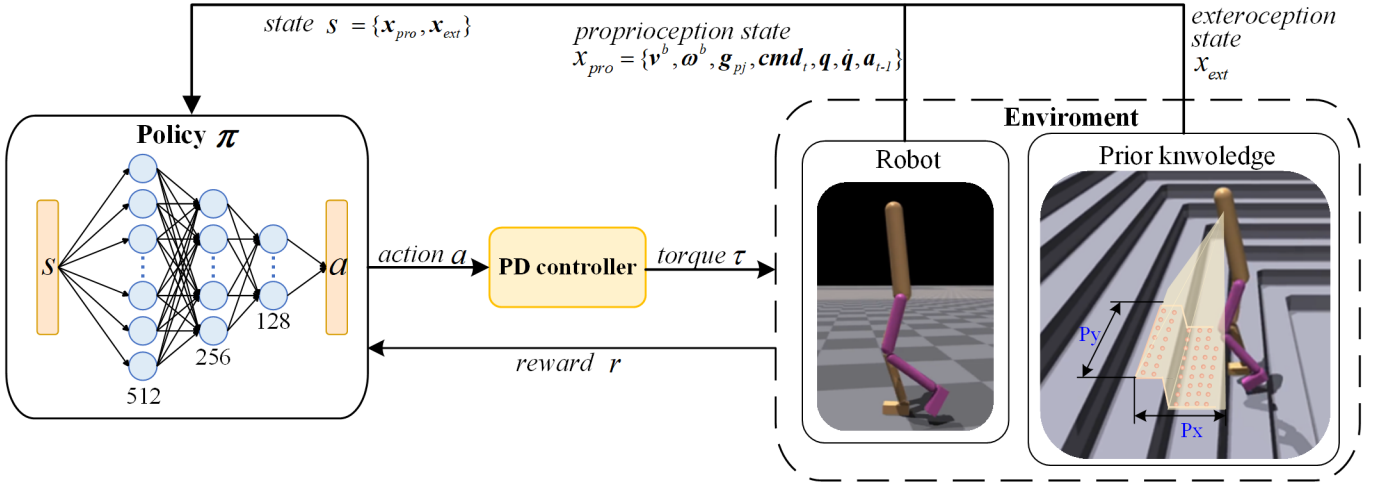 state s = {x_pro, x_ext}
proprioception state
x_pro = {v^b, ω^b, g_pj, cmd_t, q, q̇, a_t-1}
exteroception
state
x_ext
Policy π
s
a
512
256
128
action a
PD controller
torque τ
reward r
Enviroment
Robot
Prior knwoledge
Py
Px